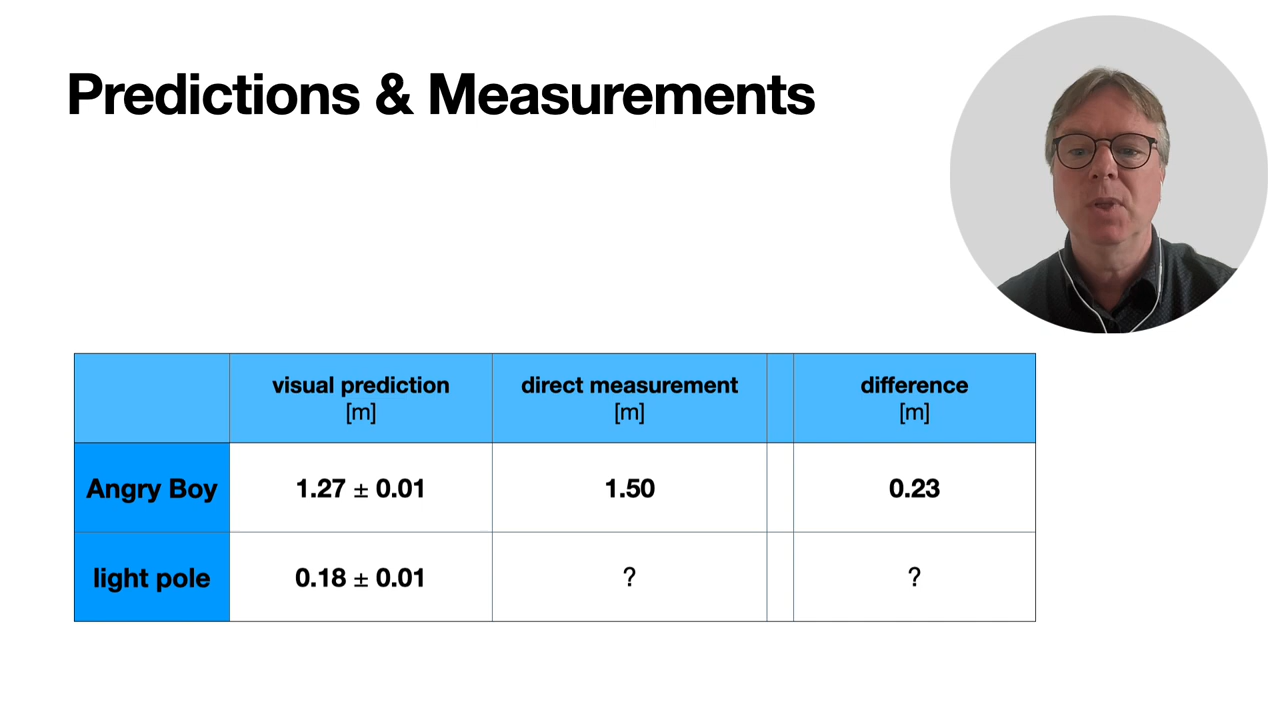 Predictions & Measurements
visual prediction
[m]
direct measurement
[m]
difference
[m]
Angry Boy
1.27 ± 0.01
1.50
0.23
light pole
0.18 ± 0.01
?
?